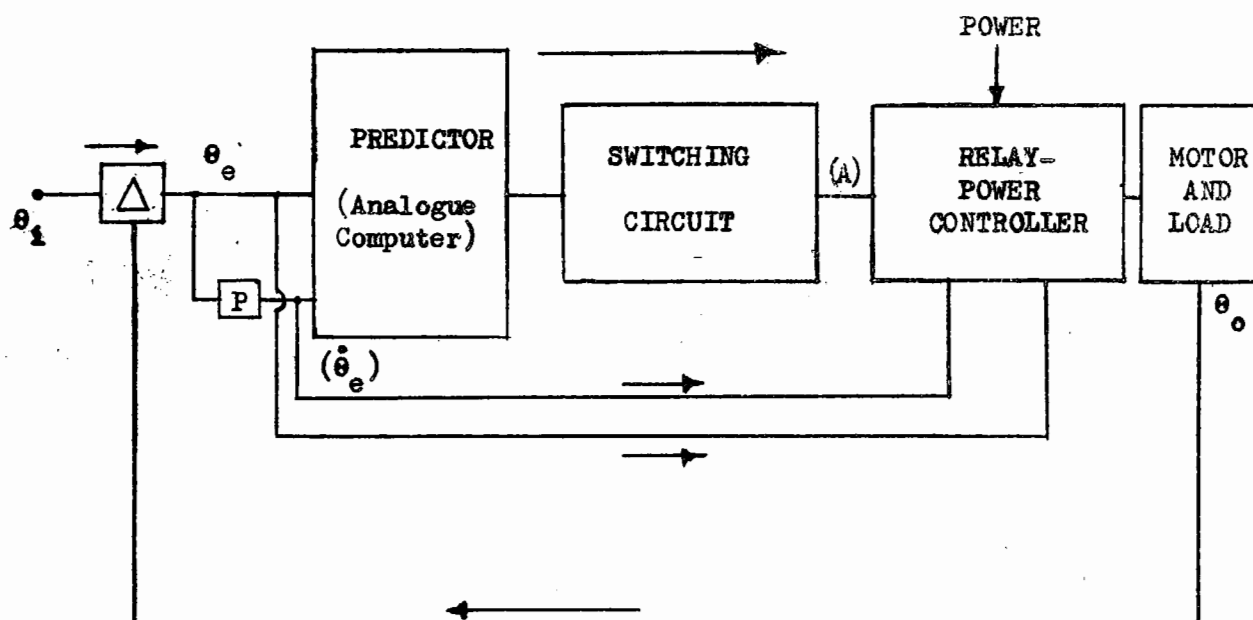 POWER
PREDICTOR
(Analogue
Computer)
SWITCHING
CIRCUIT
(A)
RELAY-
POWER
CONTROLLER
MOTOR
AND
LOAD
θi
Δ
θe
P
(θ̇e)
θo